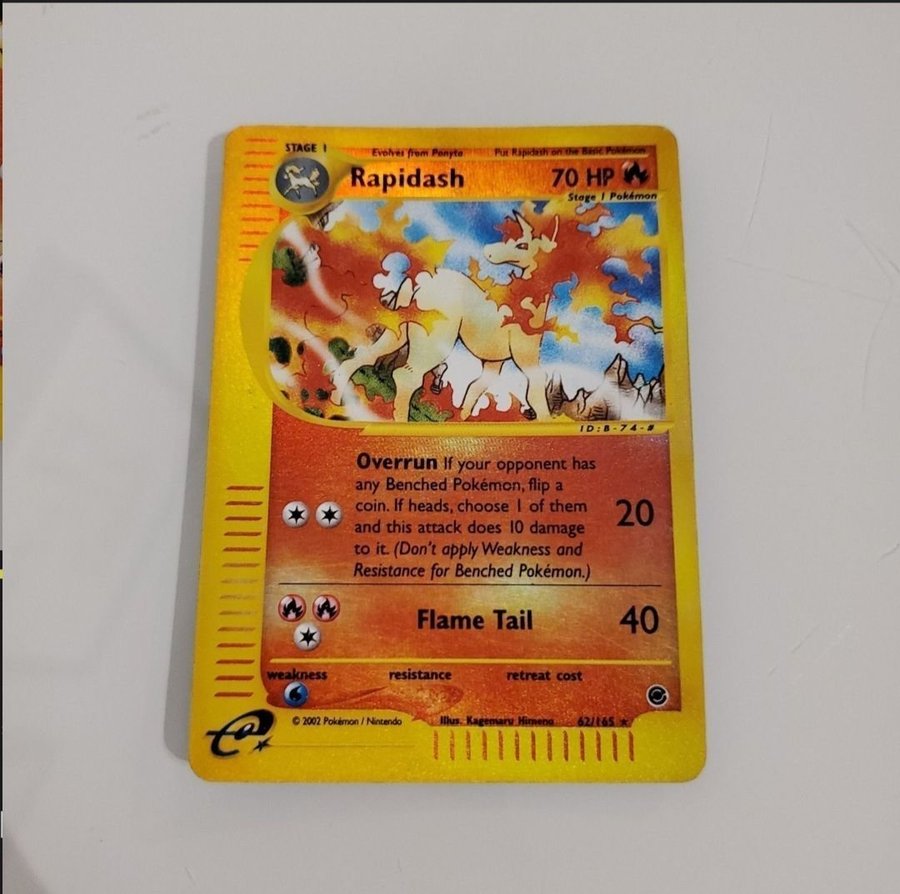 STAGE 1
Evolves from Ponyta
Put Rapidash on the Basic Pokémon
Rapidash
70 HP
Stage 1 Pokémon
ID:B-74-#
Overrun If your opponent has
any Benched Pokémon, flip a
coin. If heads, choose 1 of them
and this attack does 10 damage
to it. (Don't apply Weakness and
Resistance for Benched Pokémon.)
20
Flame Tail
40
weakness
resistance
retreat cost
© 2002 Pokémon / Nintendo
Illus. Kagemaru Himeno
62/165 ★
e